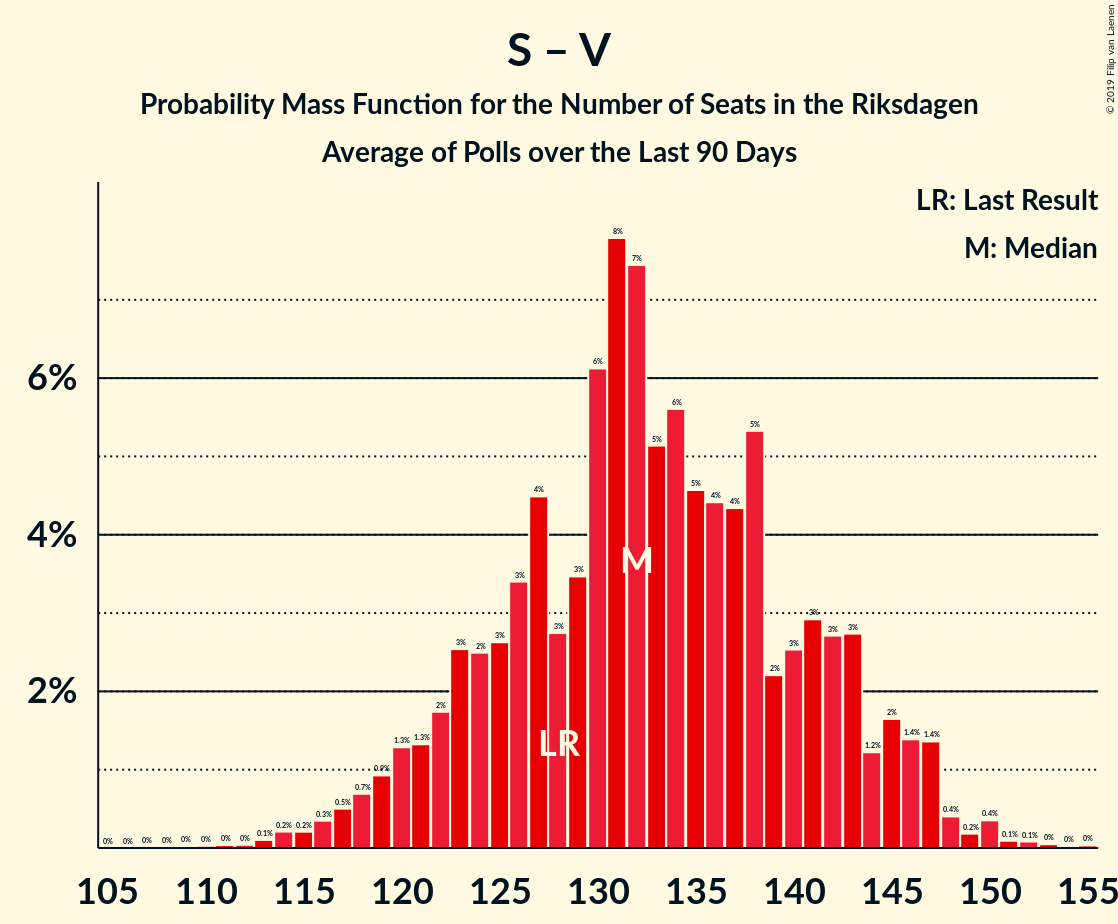 S – V
Probability Mass Function for the Number of Seats in the Riksdagen
Average of Polls over the Last 90 Days
© 2019 Filip van Laenen
LR: Last Result
M: Median
6%
4%
2%
0% 0% 0% 0% 0% 0% 0% 0% 0.1% 0.2% 0.2% 0.3% 0.5% 0.7% 0.9% 1.3% 1.3% 2% 3% 2% 3% 3% 4% 3% 3% 6% 8% 7% 5% 6% 5% 4% 4% 5% 2% 3% 3% 3% 3% 1.2% 2% 1.4% 1.4% 0.4% 0.2% 0.4% 0.1% 0.1% 0% 0% 0%
M
LR
105 110 115 120 125 130 135 140 145 150 155